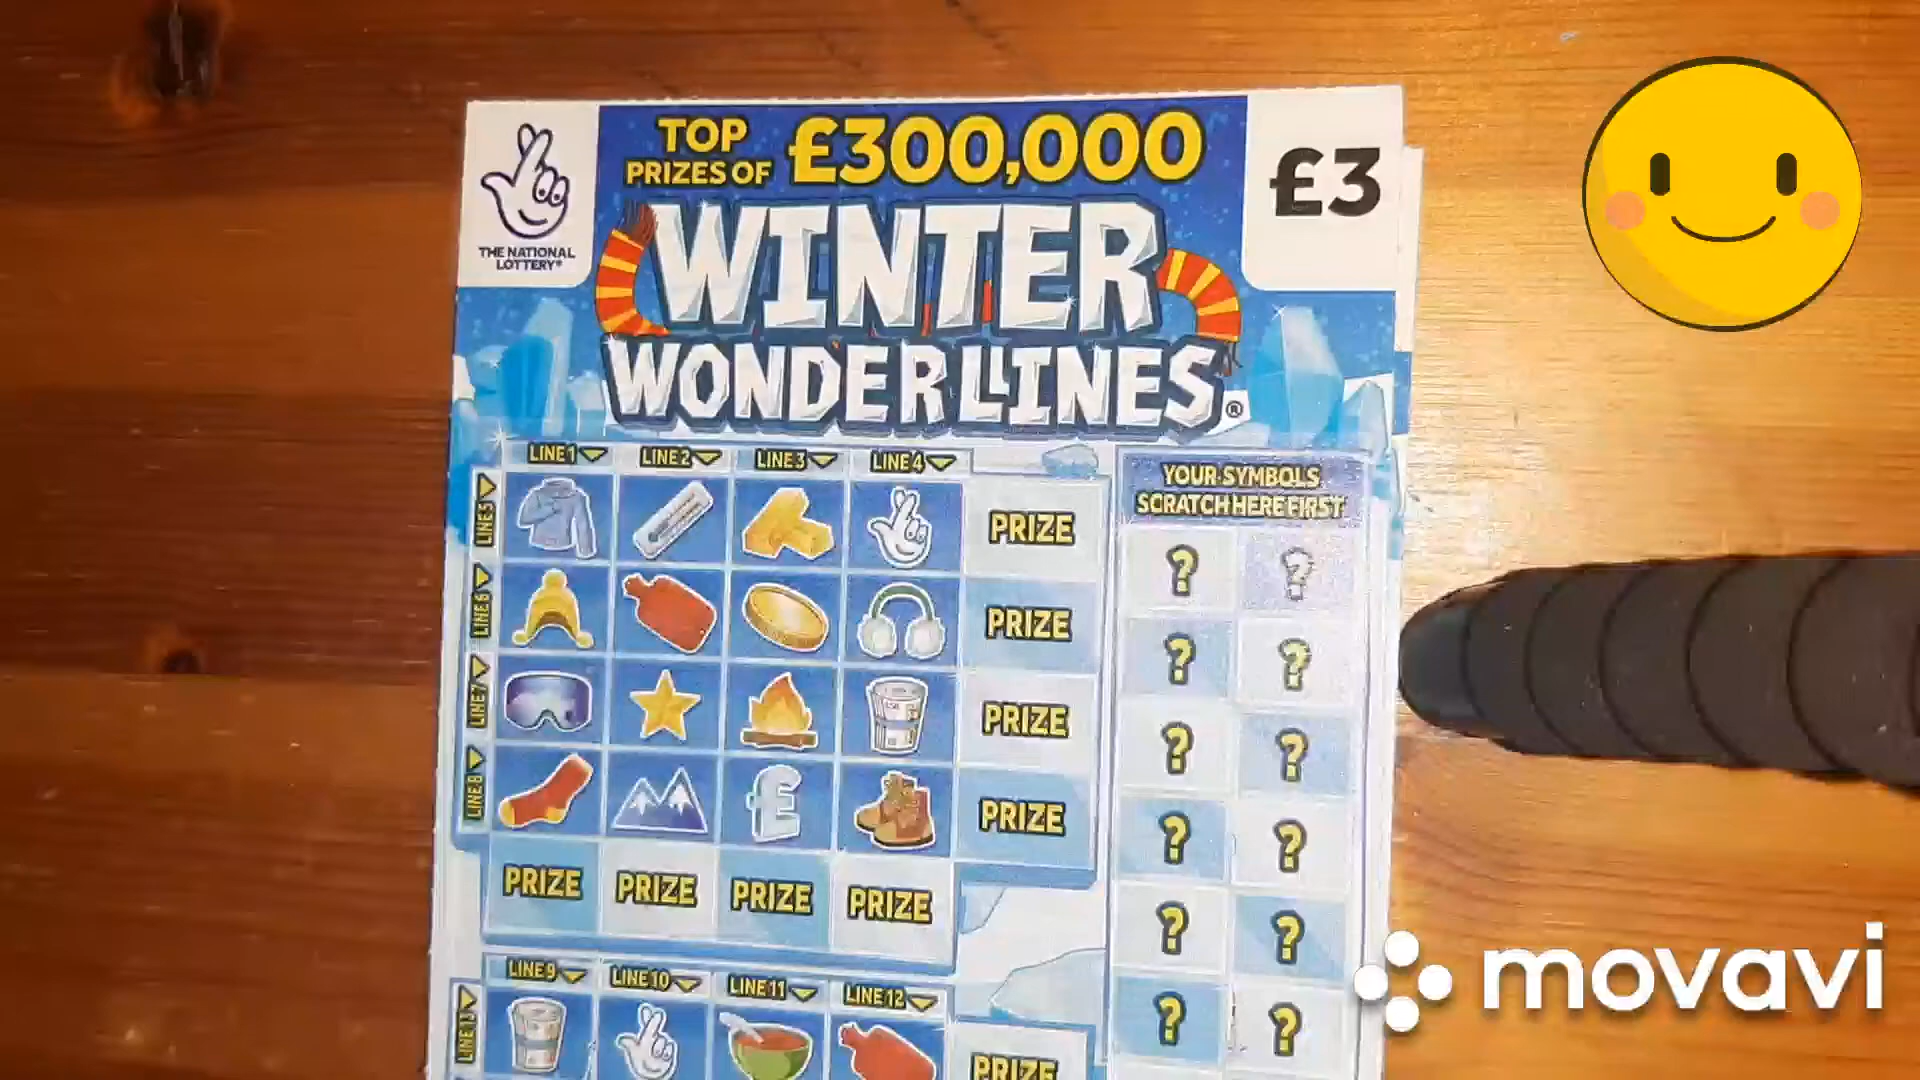 TOP
PRIZES OF £300,000
£3
THE NATIONAL
LOTTERY®
WINTER
WONDERLINES®
LINE 1 LINE 2 LINE 3 LINE 4
YOUR SYMBOLS
SCRATCH HERE FIRST
LINE 5
PRIZE
? ?
LINE 6
PRIZE
? ?
LINE 7
PRIZE
? ?
LINE 8
£
PRIZE
? ?
PRIZE PRIZE PRIZE PRIZE
? ?
LINE 9 LINE 10 LINE 11 LINE 12
? ?
LINE 13
PRIZE
movavi